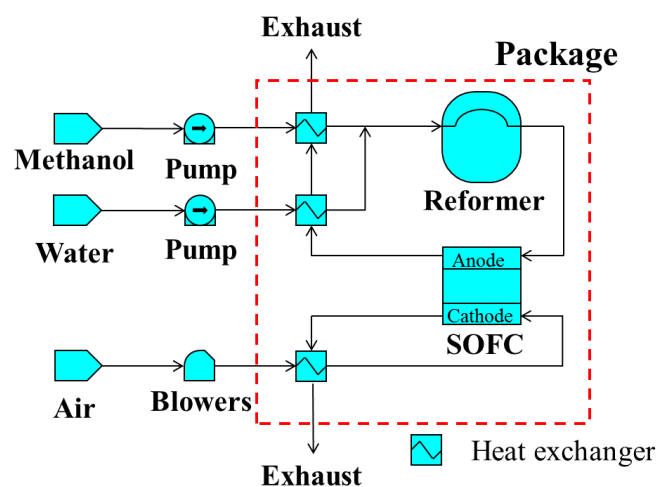 Exhaust
Package
Methanol
Pump
Reformer
Water
Pump
Anode
Cathode
SOFC
Air
Blowers
Exhaust
Heat exchanger